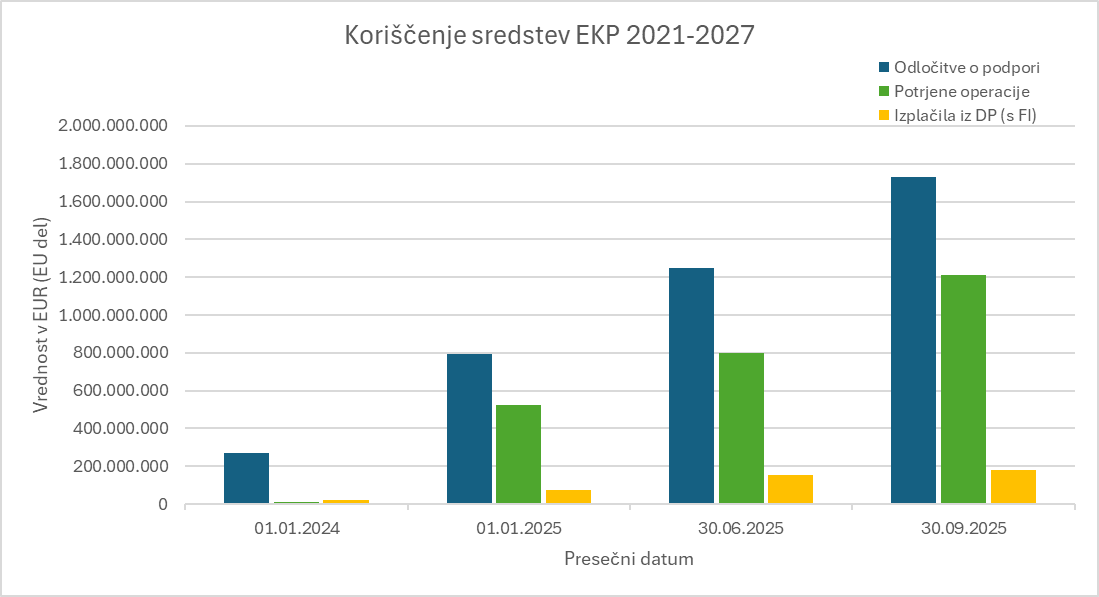 Koriščenje sredstev EKP 2021-2027
Odločitve o podpori
Potrjene operacije
Izplačila iz DP (s FI)
Vrednost v EUR (EU del)
2.000.000.000
1.800.000.000
1.600.000.000
1.400.000.000
1.200.000.000
1.000.000.000
800.000.000
600.000.000
400.000.000
200.000.000
0
01.01.2024
01.01.2025
30.06.2025
30.09.2025
Presečni datum